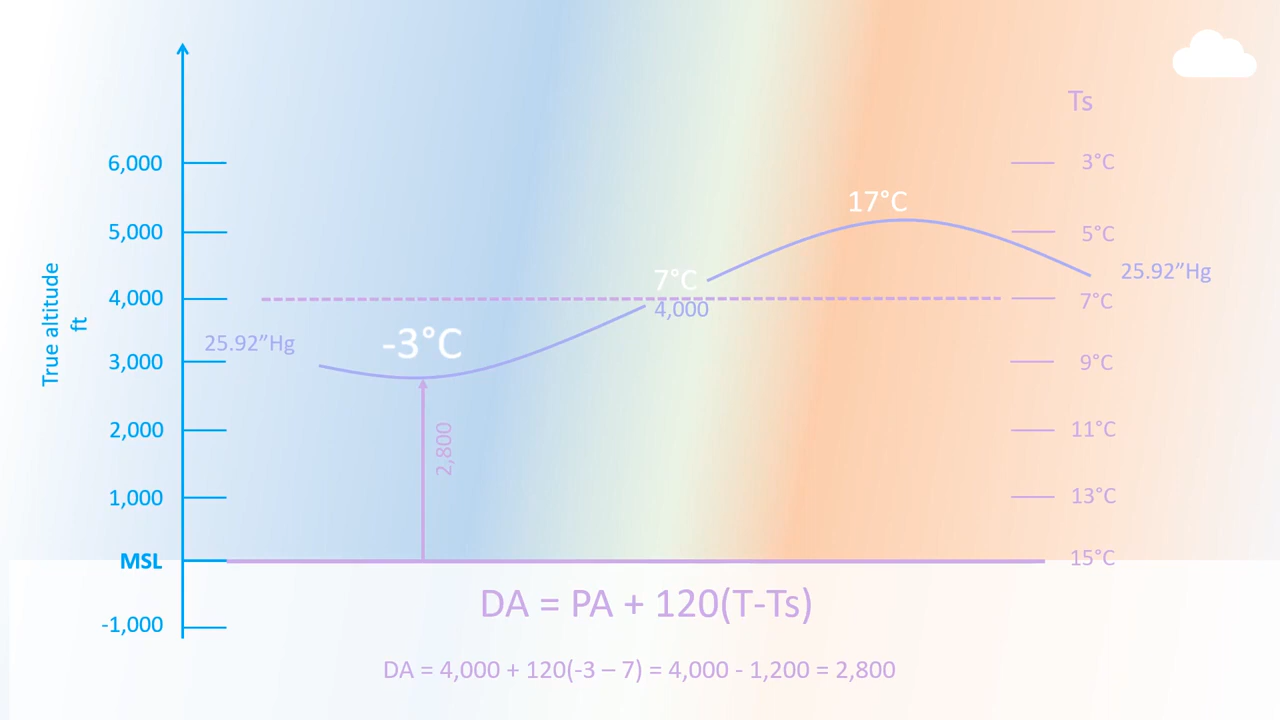 Ts
6,000
3°C
17°C
5,000
5°C
True altitude
ft
7°C
25.92”Hg
4,000
4,000
7°C
25.92”Hg
-3°C
3,000
9°C
2,000
2,800
11°C
1,000
13°C
MSL
15°C
DA = PA + 120(T-Ts)
-1,000
DA = 4,000 + 120(-3 – 7) = 4,000 - 1,200 = 2,800